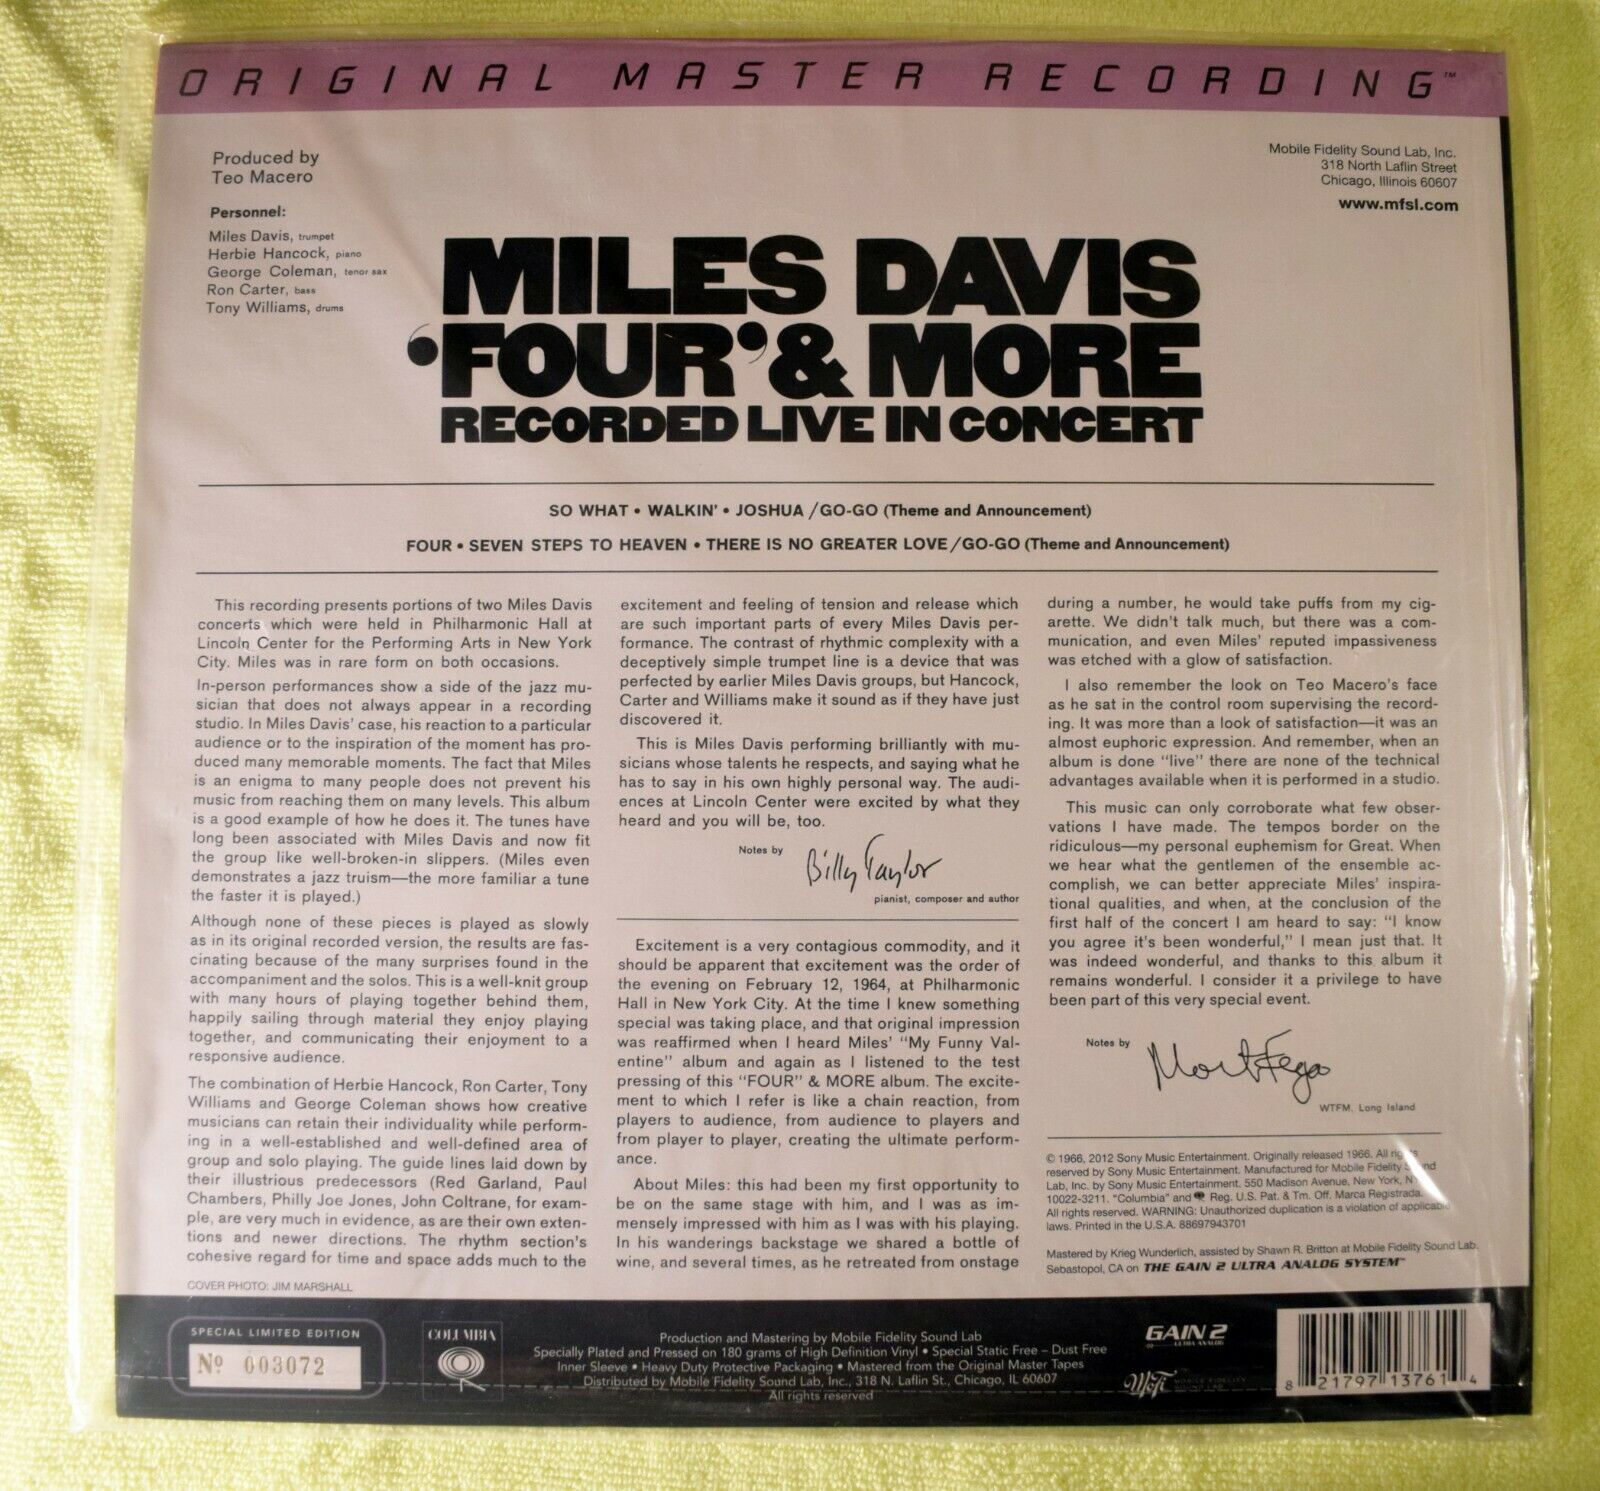 ORIGINAL MASTER RECORDING™
Produced by
Teo Macero
Personnel:
Miles Davis, trumpet
Herbie Hancock, piano
George Coleman, tenor sax
Ron Carter, bass
Tony Williams, drums
Mobile Fidelity Sound Lab, Inc.
318 North Laflin Street
Chicago, Illinois 60607
www.mfsl.com
MILES DAVIS
‘FOUR’ & MORE
RECORDED LIVE IN CONCERT
SO WHAT • WALKIN’ • JOSHUA /GO-GO (Theme and Announcement)
FOUR • SEVEN STEPS TO HEAVEN • THERE IS NO GREATER LOVE/GO-GO (Theme and Announcement)
This recording presents portions of two Miles Davis
concerts which were held in Philharmonic Hall at
Lincoln Center for the Performing Arts in New York
City. Miles was in rare form on both occasions.
In-person performances show a side of the jazz mu-
sician that does not always appear in a recording
studio. In Miles Davis’ case, his reaction to a particular
audience or to the inspiration of the moment has pro-
duced many memorable moments. The fact that Miles
is an enigma to many people does not prevent his
music from reaching them on many levels. This album
is a good example of how he does it. The tunes have
long been associated with Miles Davis and now fit
the group like well-broken-in slippers. (Miles even
demonstrates a jazz truism—the more familiar a tune
the faster it is played.)
Although none of these pieces is played as slowly
as in its original recorded version, the results are fas-
cinating because of the many surprises found in the
accompaniment and the solos. This is a well-knit group
with many hours of playing together behind them,
happily sailing through material they enjoy playing
together, and communicating their enjoyment to a
responsive audience.
The combination of Herbie Hancock, Ron Carter, Tony
Williams and George Coleman shows how creative
musicians can retain their individuality while perform-
ing in a well-established and well-defined area of
group and solo playing. The guide lines laid down by
their illustrious predecessors (Red Garland, Paul
Chambers, Philly Joe Jones, John Coltrane, for exam-
ple, are very much in evidence, as are their own exten-
tions and newer directions. The rhythm section’s
cohesive regard for time and space adds much to the
COVER PHOTO: JIM MARSHALL
excitement and feeling of tension and release which
are such important parts of every Miles Davis per-
formance. The contrast of rhythmic complexity with a
deceptively simple trumpet line is a device that was
perfected by earlier Miles Davis groups, but Hancock,
Carter and Williams make it sound as if they have just
discovered it.
This is Miles Davis performing brilliantly with mu-
sicians whose talents he respects, and saying what he
has to say in his own highly personal way. The audi-
ences at Lincoln Center were excited by what they
heard and you will be, too.
Notes by Billy Taylor
pianist, composer and author
Excitement is a very contagious commodity, and it
should be apparent that excitement was the order of
the evening on February 12, 1964, at Philharmonic
Hall in New York City. At the time I knew something
special was taking place, and that original impression
was reaffirmed when I heard Miles’ “My Funny Val-
entine” album and again as I listened to the test
pressing of this “FOUR” & MORE album. The excite-
ment to which I refer is like a chain reaction, from
players to audience, from audience to players and
from player to player, creating the ultimate perform-
ance.
About Miles: this had been my first opportunity to
be on the same stage with him, and I was as im-
mensely impressed with him as I was with his playing.
In his wanderings backstage we shared a bottle of
wine, and several times, as he retreated from onstage
during a number, he would take puffs from my cig-
arette. We didn’t talk much, but there was a com-
munication, and even Miles’ reputed impassiveness
was etched with a glow of satisfaction.
I also remember the look on Teo Macero’s face
as he sat in the control room supervising the record-
ing. It was more than a look of satisfaction—it was an
almost euphoric expression. And remember, when an
album is done “live” there are none of the technical
advantages available when it is performed in a studio.
This music can only corroborate what few obser-
vations I have made. The tempos border on the
ridiculous—my personal euphemism for Great. When
we hear what the gentlemen of the ensemble ac-
complish, we can better appreciate Miles’ inspira-
tional qualities, and when, at the conclusion of the
first half of the concert I am heard to say: “I know
you agree it’s been wonderful,” I mean just that. It
was indeed wonderful, and thanks to this album it
remains wonderful. I consider it a privilege to have
been part of this very special event.
Notes by Mort Fega
WTFM, Long Island
© 1966, 2012 Sony Music Entertainment. Originally released 1966. All rights
reserved by Sony Music Entertainment. Manufactured for Mobile Fidelity Sound
Lab, Inc. by Sony Music Entertainment. 550 Madison Avenue, New York, NY
10022-3211. “Columbia” and Reg. U.S. Pat. & Tm. Off. Marca Registrada.
All rights reserved. WARNING: Unauthorized duplication is a violation of applicable
laws. Printed in the U.S.A. 88697943701
Mastered by Krieg Wunderlich, assisted by Shawn R. Britton at Mobile Fidelity Sound Lab,
Sebastopol, CA on THE GAIN 2 ULTRA ANALOG SYSTEM™
SPECIAL LIMITED EDITION
Nº 003072
COLUMBIA
Production and Mastering by Mobile Fidelity Sound Lab
Specially Plated and Pressed on 180 grams of High Definition Vinyl • Special Static Free – Dust Free
Inner Sleeve • Heavy Duty Protective Packaging • Mastered from the Original Master Tapes
Distributed by Mobile Fidelity Sound Lab, Inc., 318 N. Laflin St., Chicago, IL 60607
All rights reserved
GAIN 2
ULTRA ANALOG
MoFi
MOBILE FIDELITY
SOUND LAB
8 21797 13761 4